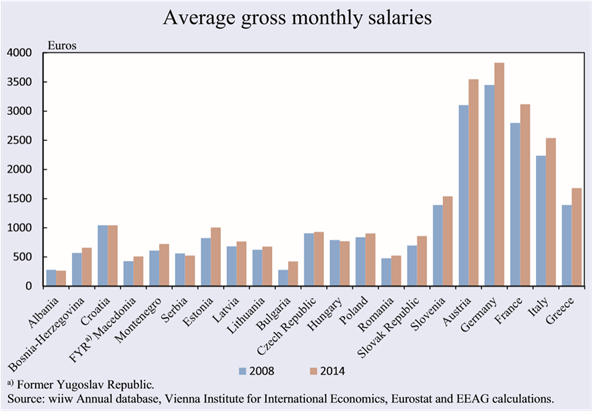 Average gross monthly salaries
Euros
4000
3500
3000
2500
2000
1500
1000
500
0
Albania
Bosnia-Herzegovina
Croatia
FYR a) Macedonia
Montenegro
Serbia
Estonia
Latvia
Lithuania
Bulgaria
Czech Republic
Hungary
Poland
Romania
Slovak Republic
Slovenia
Austria
Germany
France
Italy
Greece
2008 2014
a) Former Yugoslav Republic.
Source: wiiw Annual database, Vienna Institute for International Economics, Eurostat and EEAG calculations.